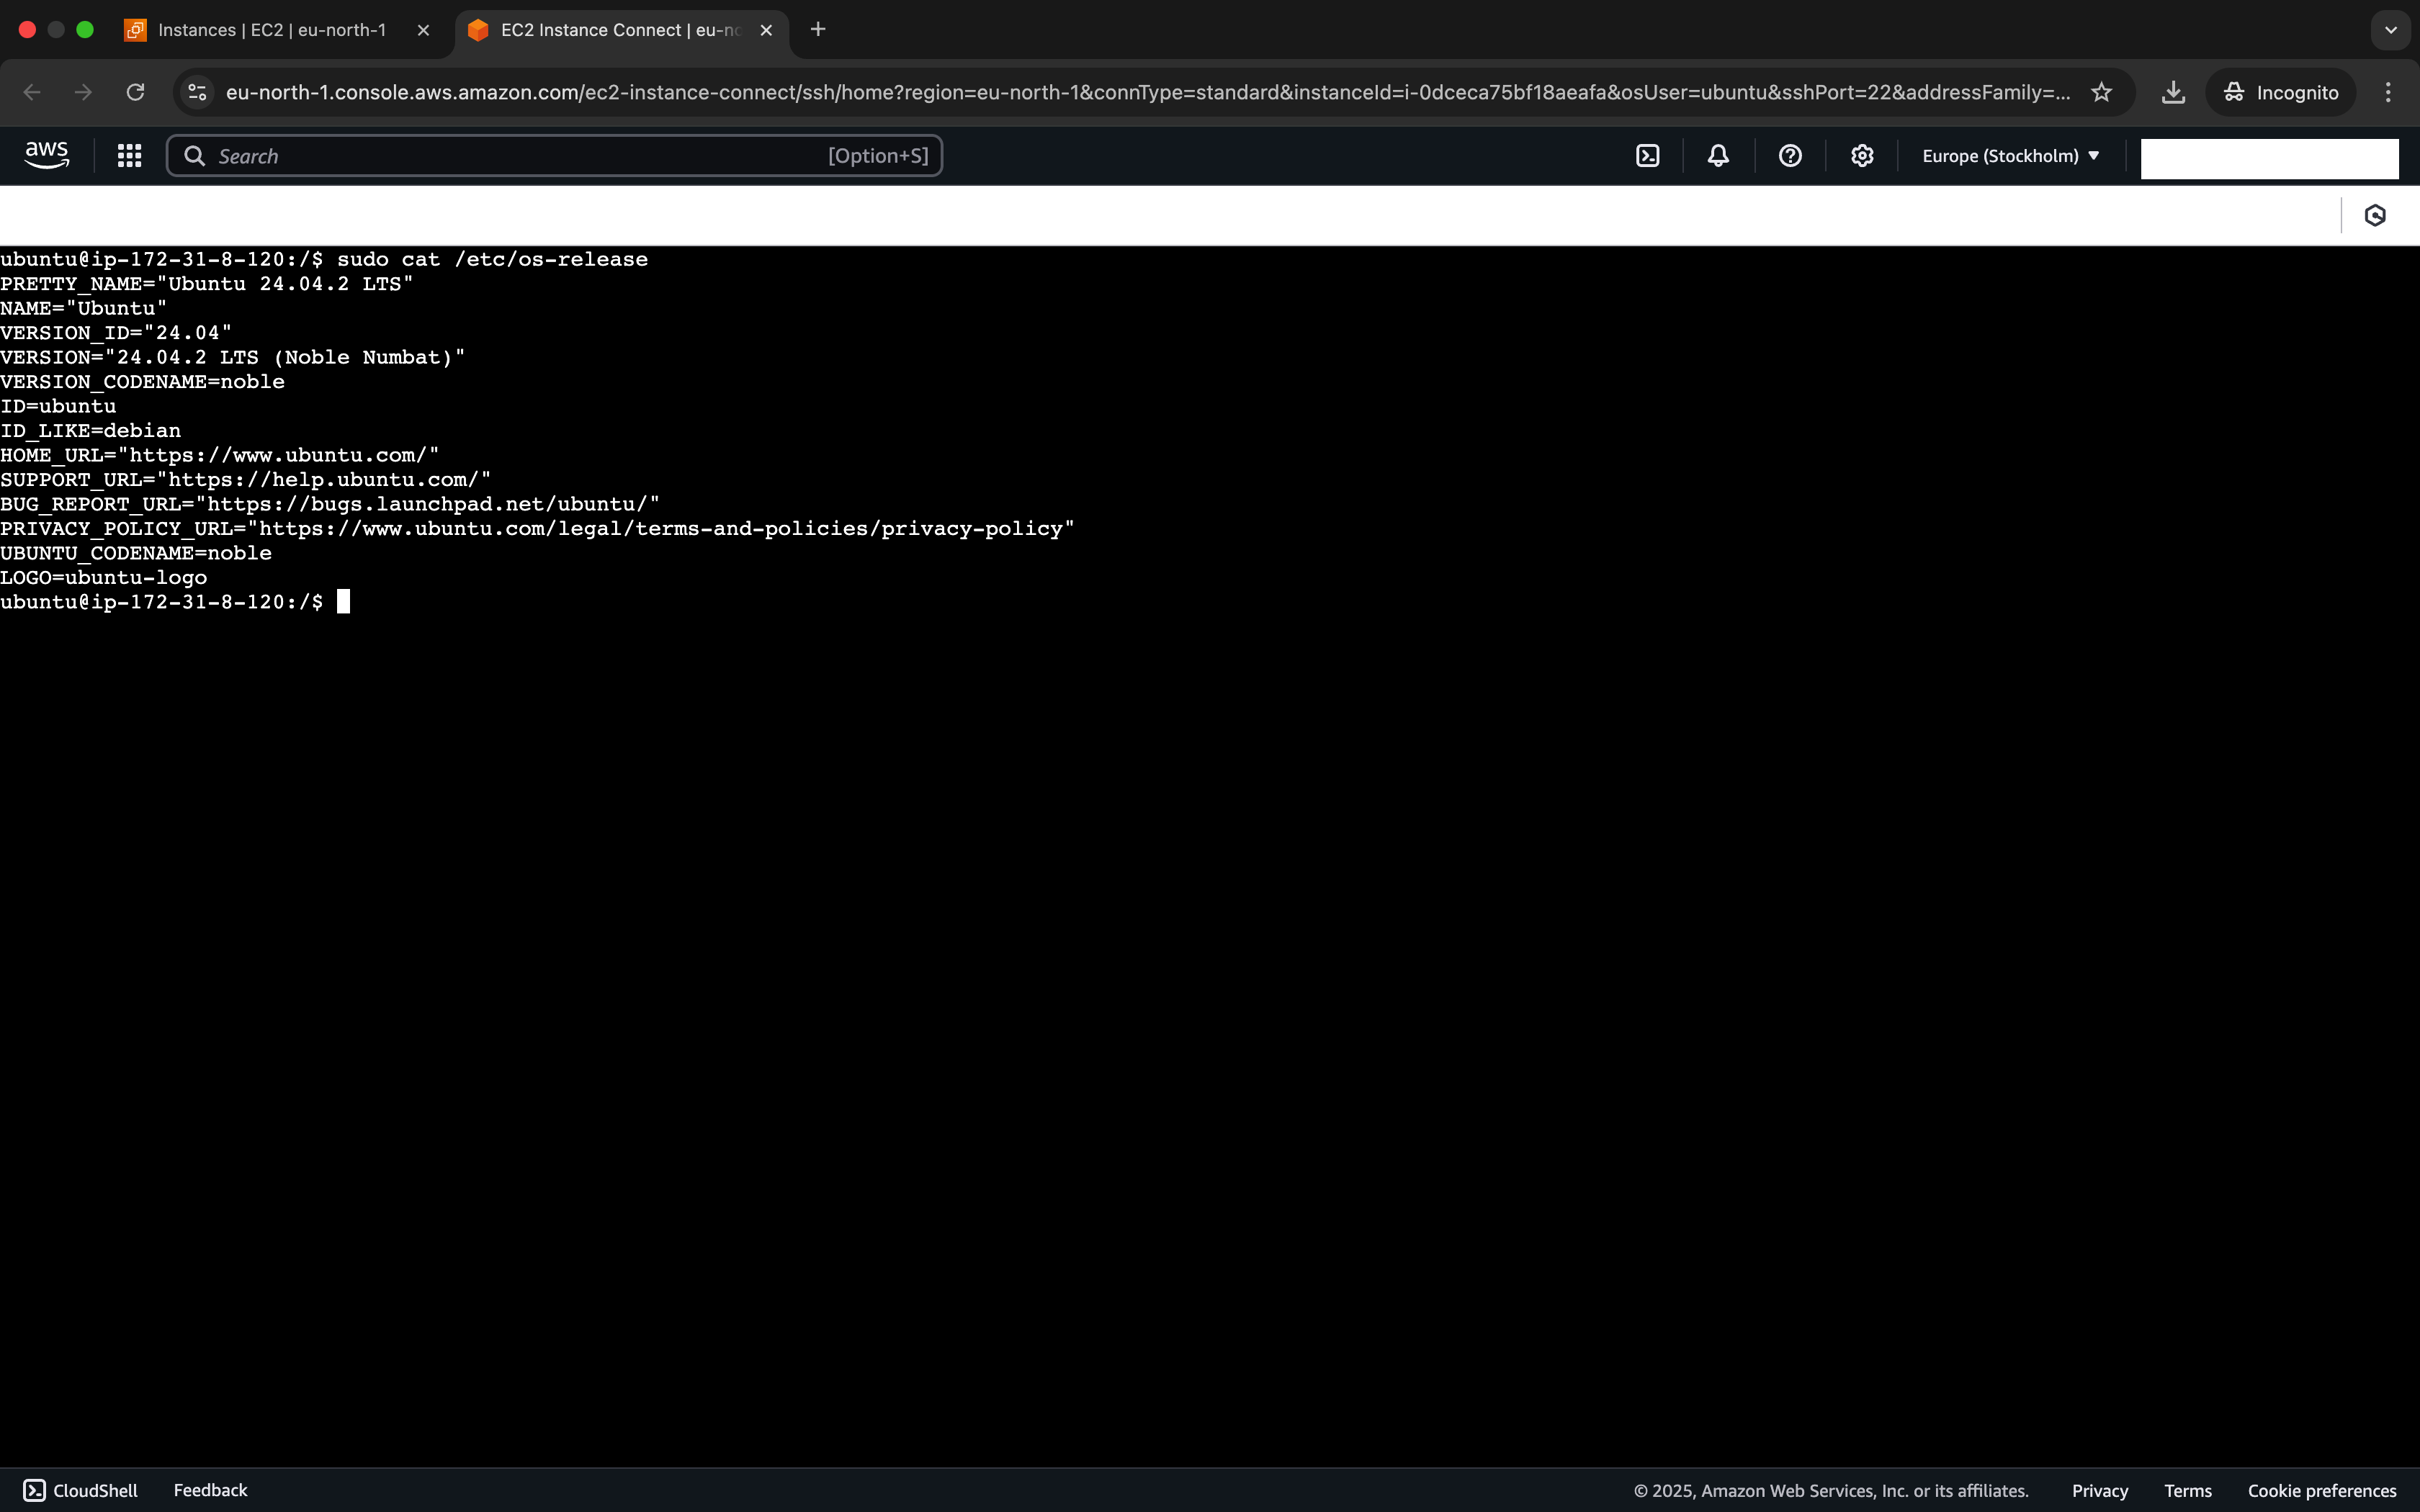 Instances | EC2 | eu-north-1
EC2 Instance Connect | eu-no
eu-north-1.console.aws.amazon.com/ec2-instance-connect/ssh/home?region=eu-north-1&connType=standard&instanceId=i-0dceca75bf18aeafa&osUser=ubuntu&sshPort=22&addressFamily=...
Incognito
aws
Search
[Option+S]
Europe (Stockholm)
ubuntu@ip-172-31-8-120:/$ sudo cat /etc/os-release
PRETTY_NAME="Ubuntu 24.04.2 LTS"
NAME="Ubuntu"
VERSION_ID="24.04"
VERSION="24.04.2 LTS (Noble Numbat)"
VERSION_CODENAME=noble
ID=ubuntu
ID_LIKE=debian
HOME_URL="https://www.ubuntu.com/"
SUPPORT_URL="https://help.ubuntu.com/"
BUG_REPORT_URL="https://bugs.launchpad.net/ubuntu/"
PRIVACY_POLICY_URL="https://www.ubuntu.com/legal/terms-and-policies/privacy-policy"
UBUNTU_CODENAME=noble
LOGO=ubuntu-logo
ubuntu@ip-172-31-8-120:/$
CloudShell
Feedback
© 2025, Amazon Web Services, Inc. or its affiliates.
Privacy
Terms
Cookie preferences